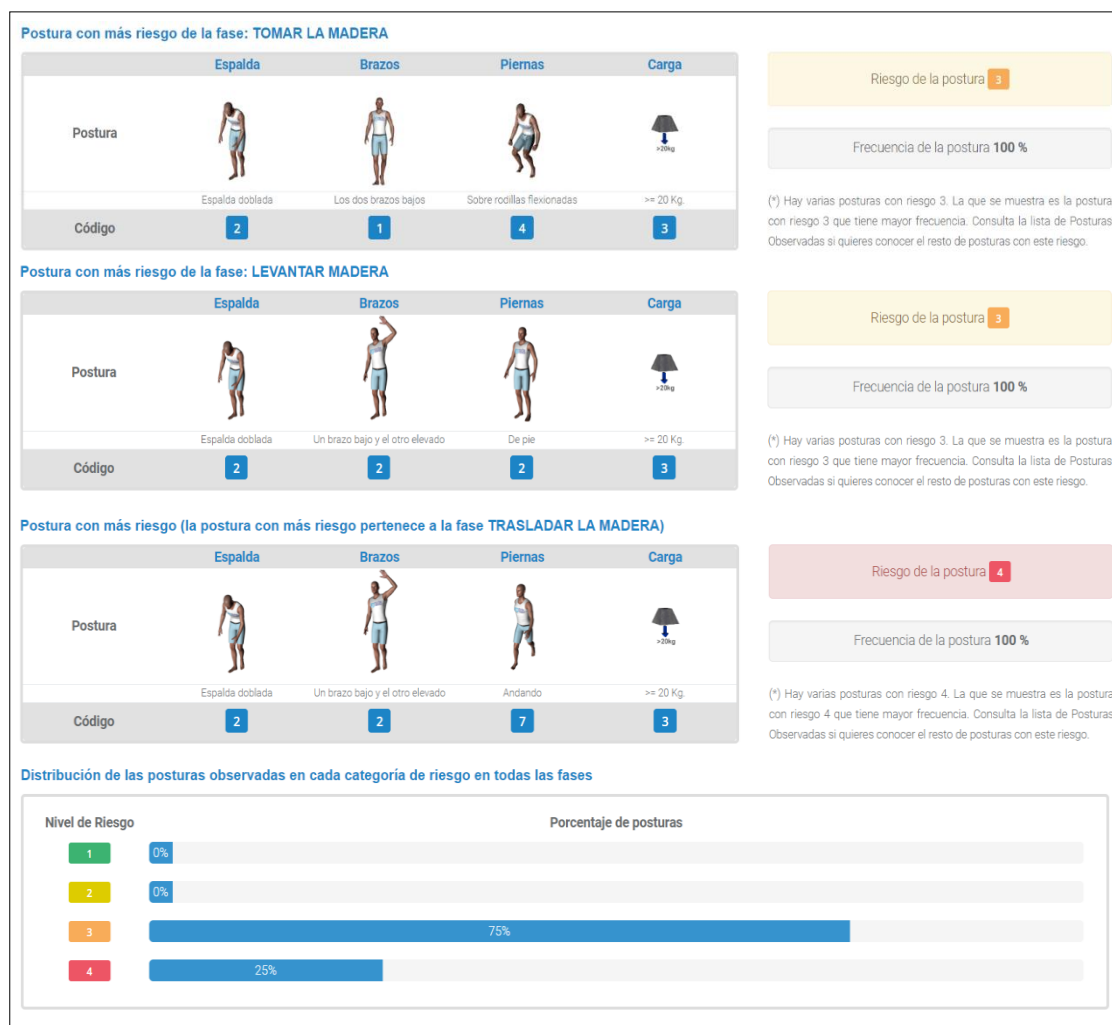 Postura con más riesgo de la fase: TOMAR LA MADERA
Espalda Brazos Piernas Carga
Riesgo de la postura 3
Postura
>20kg
Frecuencia de la postura 100 %
Espalda doblada Los dos brazos bajos Sobre rodillas flexionadas >= 20 Kg.
Código 2 1 4 3
(*) Hay varias posturas con riesgo 3. La que se muestra es la postura
con riesgo 3 que tiene mayor frecuencia. Consulta la lista de Posturas
Observadas si quieres conocer el resto de posturas con este riesgo.
Postura con más riesgo de la fase: LEVANTAR MADERA
Espalda Brazos Piernas Carga
Riesgo de la postura 3
Postura
>20kg
Frecuencia de la postura 100 %
Espalda doblada Un brazo bajo y el otro elevado De pie >= 20 Kg.
Código 2 2 2 3
(*) Hay varias posturas con riesgo 3. La que se muestra es la postura
con riesgo 3 que tiene mayor frecuencia. Consulta la lista de Posturas
Observadas si quieres conocer el resto de posturas con este riesgo.
Postura con más riesgo (la postura con más riesgo pertenece a la fase TRASLADAR LA MADERA)
Espalda Brazos Piernas Carga
Riesgo de la postura 4
Postura
>20kg
Frecuencia de la postura 100 %
Espalda doblada Un brazo bajo y el otro elevado Andando >= 20 Kg.
Código 2 2 7 3
(*) Hay varias posturas con riesgo 4. La que se muestra es la postura
con riesgo 4 que tiene mayor frecuencia. Consulta la lista de Posturas
Observadas si quieres conocer el resto de posturas con este riesgo.
Distribución de las posturas observadas en cada categoría de riesgo en todas las fases
Nivel de Riesgo Porcentaje de posturas
1 0%
2 0%
3 75%
4 25%